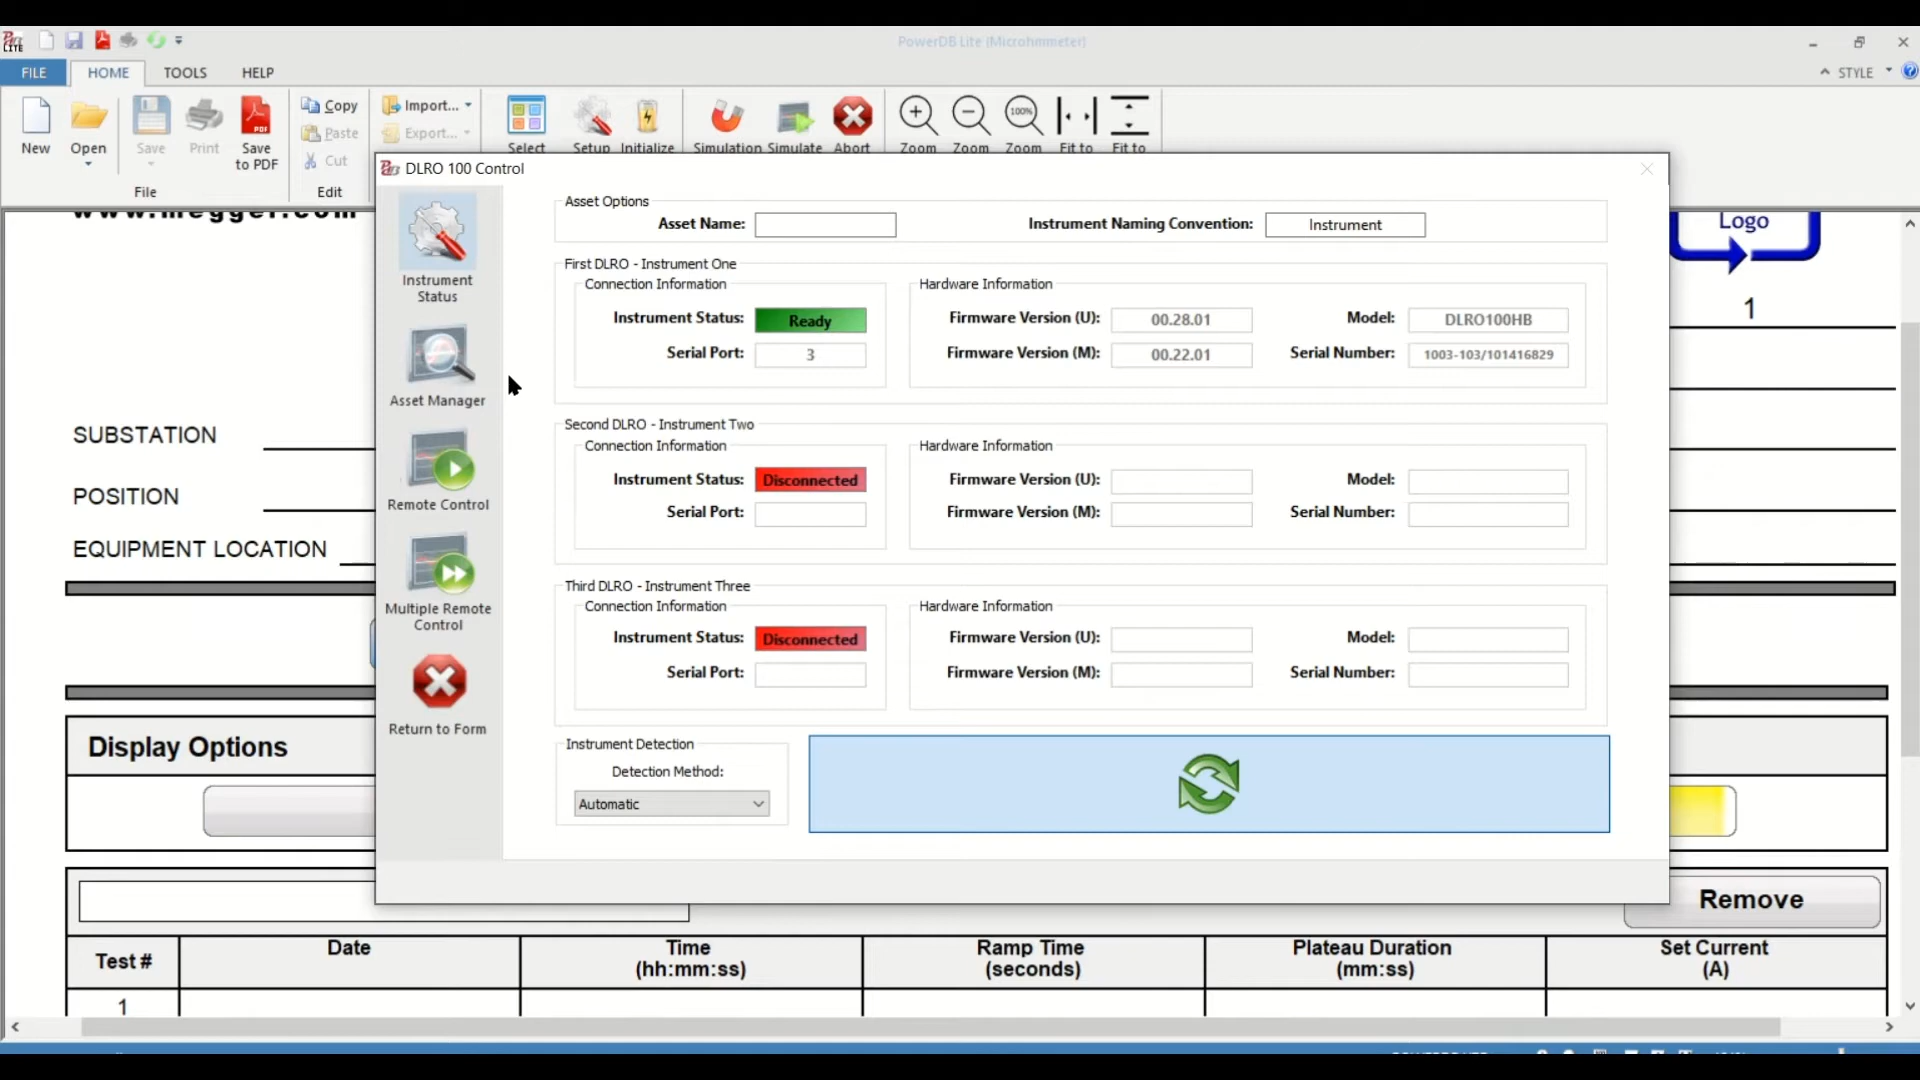 PowerDB Lite (Microhmmeter)
LITE
FILE
HOME
TOOLS
HELP
STYLE
New
Open
Save
Print
Save
to PDF
File
Copy
Paste
Cut
Edit
Import...
Export...
Select
Setup
Initialize
Simulation
Simulate
Abort
Zoom
Zoom
100%
Zoom
Fit to
Fit to
DLRO 100 Control
Instrument
Status
Asset Manager
Remote Control
Multiple Remote
Control
Return to Form
Asset Options
Asset Name:
Instrument Naming Convention: Instrument
First DLRO - Instrument One
Connection Information
Instrument Status: Ready
Serial Port: 3
Hardware Information
Firmware Version (U): 00.28.01
Model: DLRO100HB
Firmware Version (M): 00.22.01
Serial Number: 1003-103/101416829
Second DLRO - Instrument Two
Connection Information
Instrument Status: Disconnected
Serial Port:
Hardware Information
Firmware Version (U):
Model:
Firmware Version (M):
Serial Number:
Third DLRO - Instrument Three
Connection Information
Instrument Status: Disconnected
Serial Port:
Hardware Information
Firmware Version (U):
Model:
Firmware Version (M):
Serial Number:
Instrument Detection
Detection Method:
Automatic
www.megger.com
Logo
1
SUBSTATION
POSITION
EQUIPMENT LOCATION
Display Options
Remove
Test #
Date
Time
(hh:mm:ss)
Ramp Time
(seconds)
Plateau Duration
(mm:ss)
Set Current
(A)
1